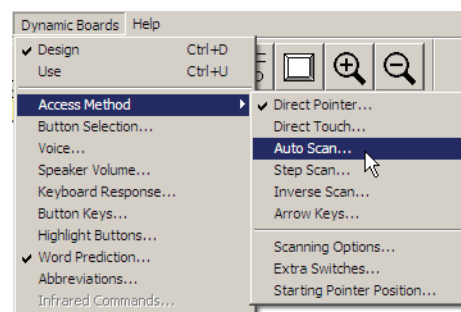 Dynamic Boards Help
Design Ctrl+D
Use Ctrl+U
Access Method
Button Selection...
Voice...
Speaker Volume...
Keyboard Response...
Button Keys...
Highlight Buttons...
Word Prediction...
Abbreviations...
Infrared Commands...
Direct Pointer...
Direct Touch...
Auto Scan...
Step Scan...
Inverse Scan...
Arrow Keys...
Scanning Options...
Extra Switches...
Starting Pointer Position...